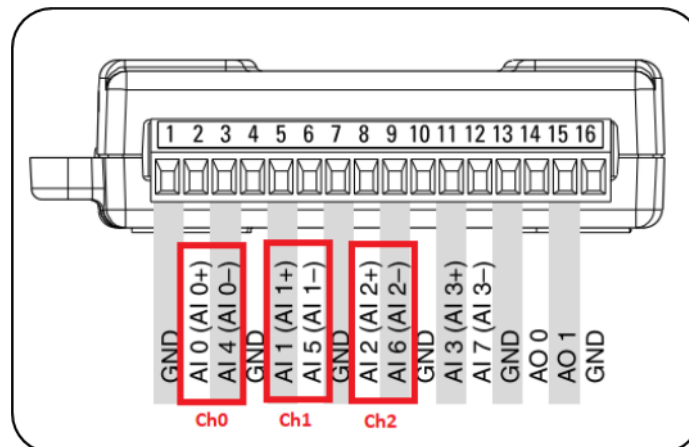 1 2 3 4 5 6 7 8 9 10 11 12 13 14 15 16
GND
AI 0 (AI 0+)
AI 4 (AI 0–)
GND
AI 1 (AI 1+)
AI 5 (AI 1–)
GND
AI 2 (AI 2+)
AI 6 (AI 2–)
GND
AI 3 (AI 3+)
AI 7 (AI 3–)
GND
AO 0
AO 1
GND
Ch0
Ch1
Ch2